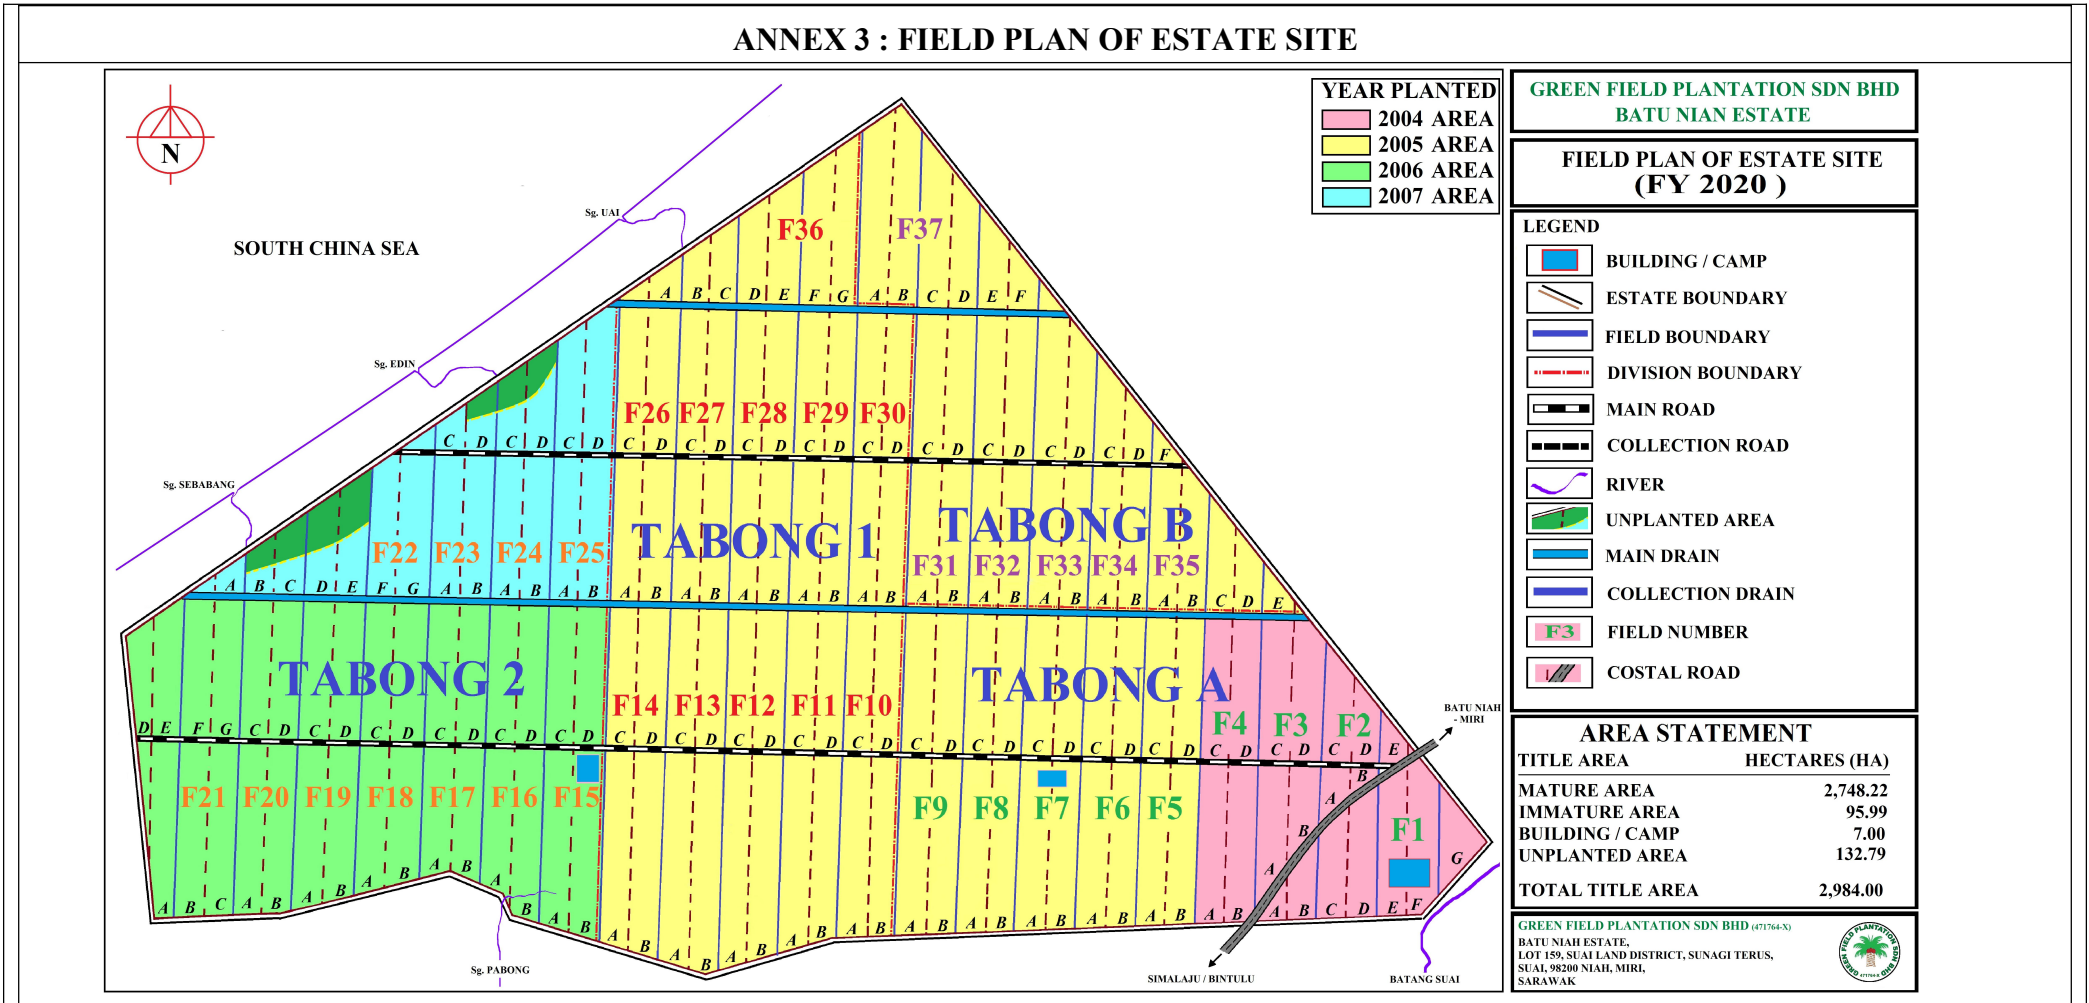 ANNEX 3 : FIELD PLAN OF ESTATE SITE
N
SOUTH CHINA SEA
Sg. UAI
Sg. EDIN
Sg. SEBABANG
YEAR PLANTED
2004 AREA
2005 AREA
2006 AREA
2007 AREA
F36 F37
A B C D E F G A B C D E F
F26 F27 F28 F29 F30
C D C D C D C D C D C D C D C D C D C D C D C D F
TABONG 1 TABONG B
F22 F23 F24 F25 F31 F32 F33 F34 F35
A B C D E F G A B A B A B A B A B A B A B A B A B A B A B A B A B C D E
TABONG 2 TABONG A
F14 F13 F12 F11 F10 F4 F3 F2
BATU NIAH
- MIRI
D E F G C D C D C D C D C D C D C D C D C D C D C D C D C D C D C D C D C D C D C D E
B
A
B
A
F21 F20 F19 F18 F17 F16 F15 F9 F8 F7 F6 F5 F1
G
A B C A B A B A B A B A B A B A B A B A B A B A B A B A B A B A B A B A B A B C D E F
Sg. PABONG
SIMALAJU / BINTULU
BATANG SUAI
GREEN FIELD PLANTATION SDN BHD
BATU NIAN ESTATE
FIELD PLAN OF ESTATE SITE
(FY 2020 )
LEGEND
BUILDING / CAMP
ESTATE BOUNDARY
FIELD BOUNDARY
DIVISION BOUNDARY
MAIN ROAD
COLLECTION ROAD
RIVER
UNPLANTED AREA
MAIN DRAIN
COLLECTION DRAIN
F3 FIELD NUMBER
COSTAL ROAD
AREA STATEMENT
TITLE AREA HECTARES (HA)
MATURE AREA 2,748.22
IMMATURE AREA 95.99
BUILDING / CAMP 7.00
UNPLANTED AREA 132.79
TOTAL TITLE AREA 2,984.00
GREEN FIELD PLANTATION SDN BHD (471764-X)
BATU NIAH ESTATE,
LOT 159, SUAI LAND DISTRICT, SUNAGI TERUS,
SUAI, 98200 NIAH, MIRI,
SARAWAK
GREEN FIELD PLANTATION SDN BHD
471764-X